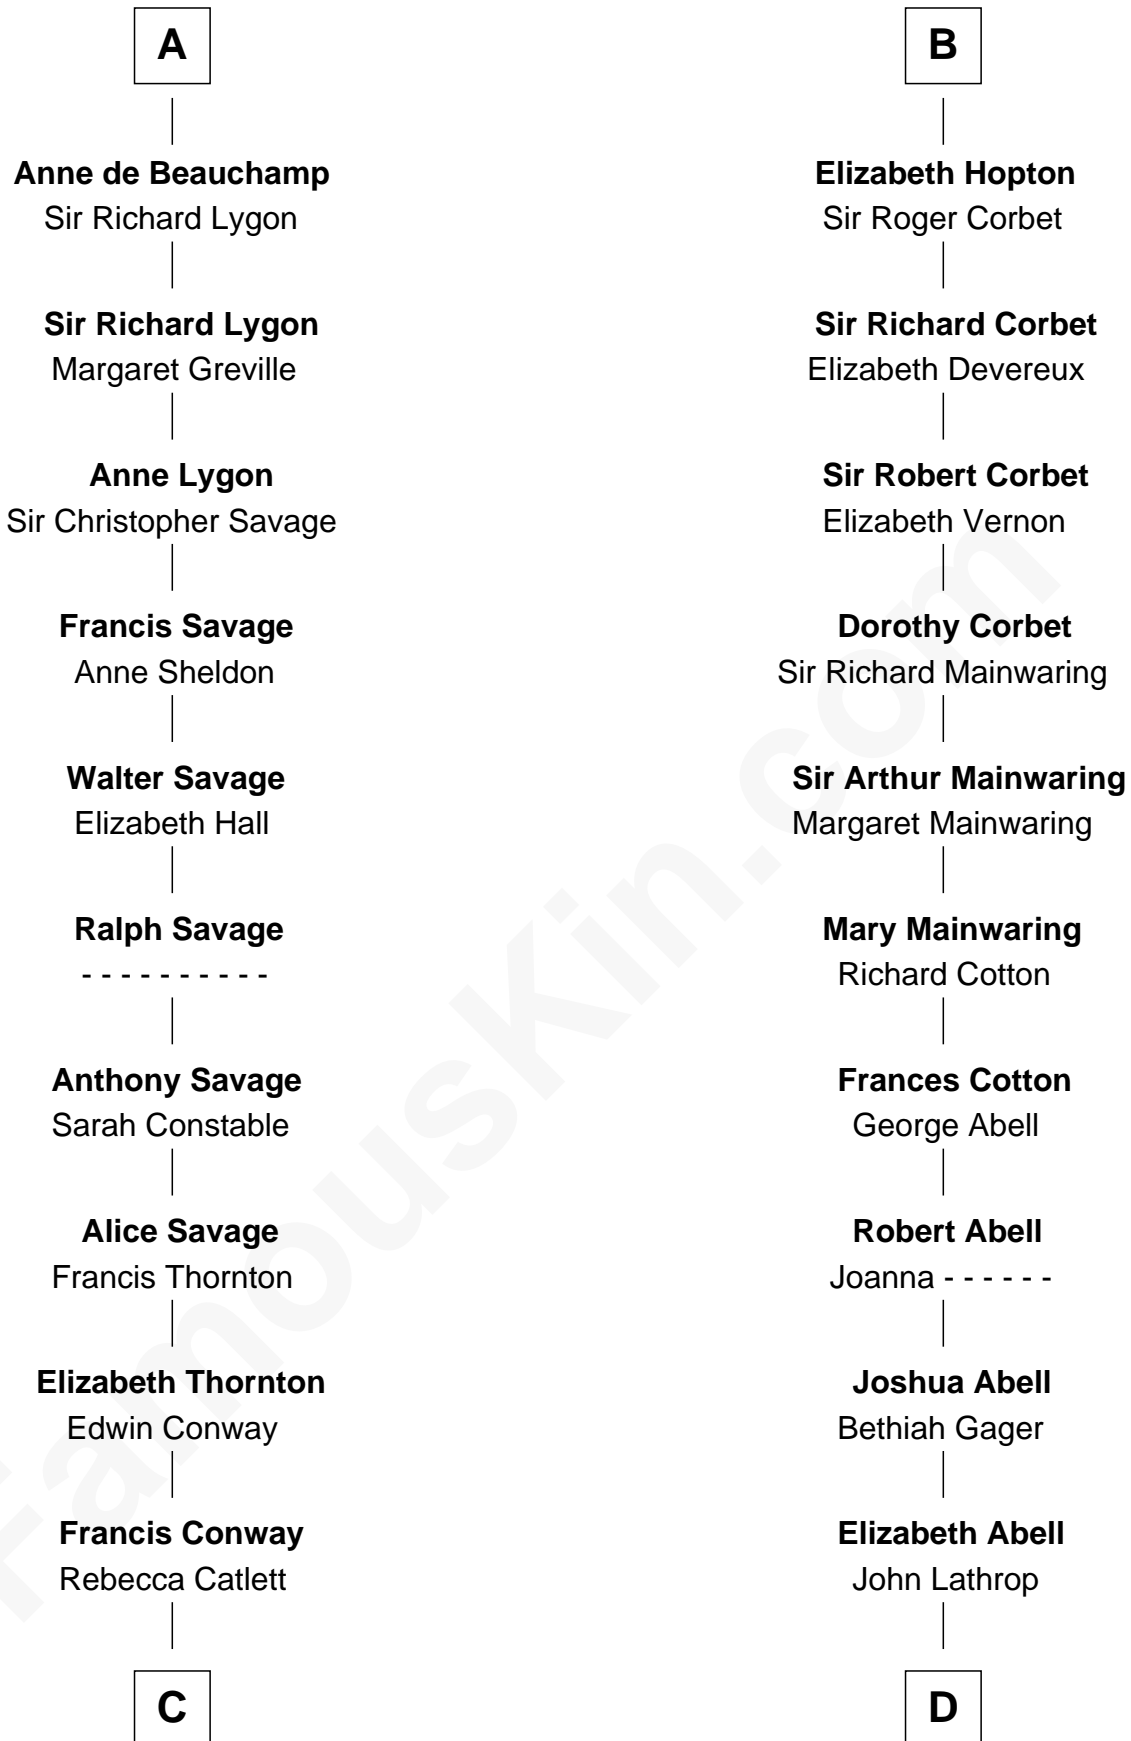 A
Anne de Beauchamp
Sir Richard Lygon
Sir Richard Lygon
Margaret Greville
Anne Lygon
Sir Christopher Savage
Francis Savage
Anne Sheldon
Walter Savage
Elizabeth Hall
Ralph Savage
- - - - - - - - - -
Anthony Savage
Sarah Constable
Alice Savage
Francis Thornton
Elizabeth Thornton
Edwin Conway
Francis Conway
Rebecca Catlett
C
B
Elizabeth Hopton
Sir Roger Corbet
Sir Richard Corbet
Elizabeth Devereux
Sir Robert Corbet
Elizabeth Vernon
Dorothy Corbet
Sir Richard Mainwaring
Sir Arthur Mainwaring
Margaret Mainwaring
Mary Mainwaring
Richard Cotton
Frances Cotton
George Abell
Robert Abell
Joanna - - - - - -
Joshua Abell
Bethiah Gager
Elizabeth Abell
John Lathrop
D
FamousKin.com